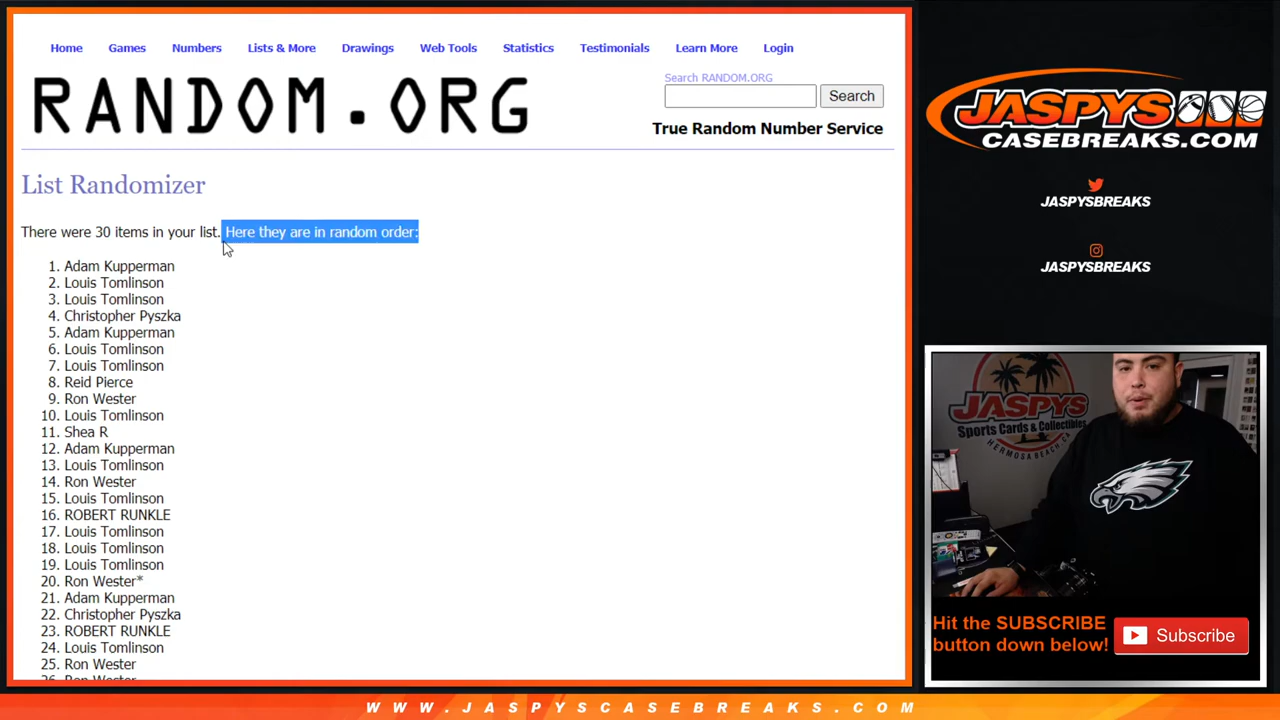 Home Games Numbers Lists & More Drawings Web Tools Statistics Testimonials Learn More Login
RANDOM.ORG
Search RANDOM.ORG
Search
True Random Number Service
List Randomizer
There were 30 items in your list. Here they are in random order:
1. Adam Kupperman
2. Louis Tomlinson
3. Louis Tomlinson
4. Christopher Pyszka
5. Adam Kupperman
6. Louis Tomlinson
7. Louis Tomlinson
8. Reid Pierce
9. Ron Wester
10. Louis Tomlinson
11. Shea R
12. Adam Kupperman
13. Louis Tomlinson
14. Ron Wester
15. Louis Tomlinson
16. ROBERT RUNKLE
17. Louis Tomlinson
18. Louis Tomlinson
19. Louis Tomlinson
20. Ron Wester*
21. Adam Kupperman
22. Christopher Pyszka
23. ROBERT RUNKLE
24. Louis Tomlinson
25. Ron Wester
JASPYS
CASEBREAKS.COM
JASPYSBREAKS
JASPYSBREAKS
JASPYS
Sports Cards & Collectibles
HERMOSA BEACH, CA
Hit the SUBSCRIBE
button down below!
Subscribe
WWW.JASPYSCASEBREAKS.COM